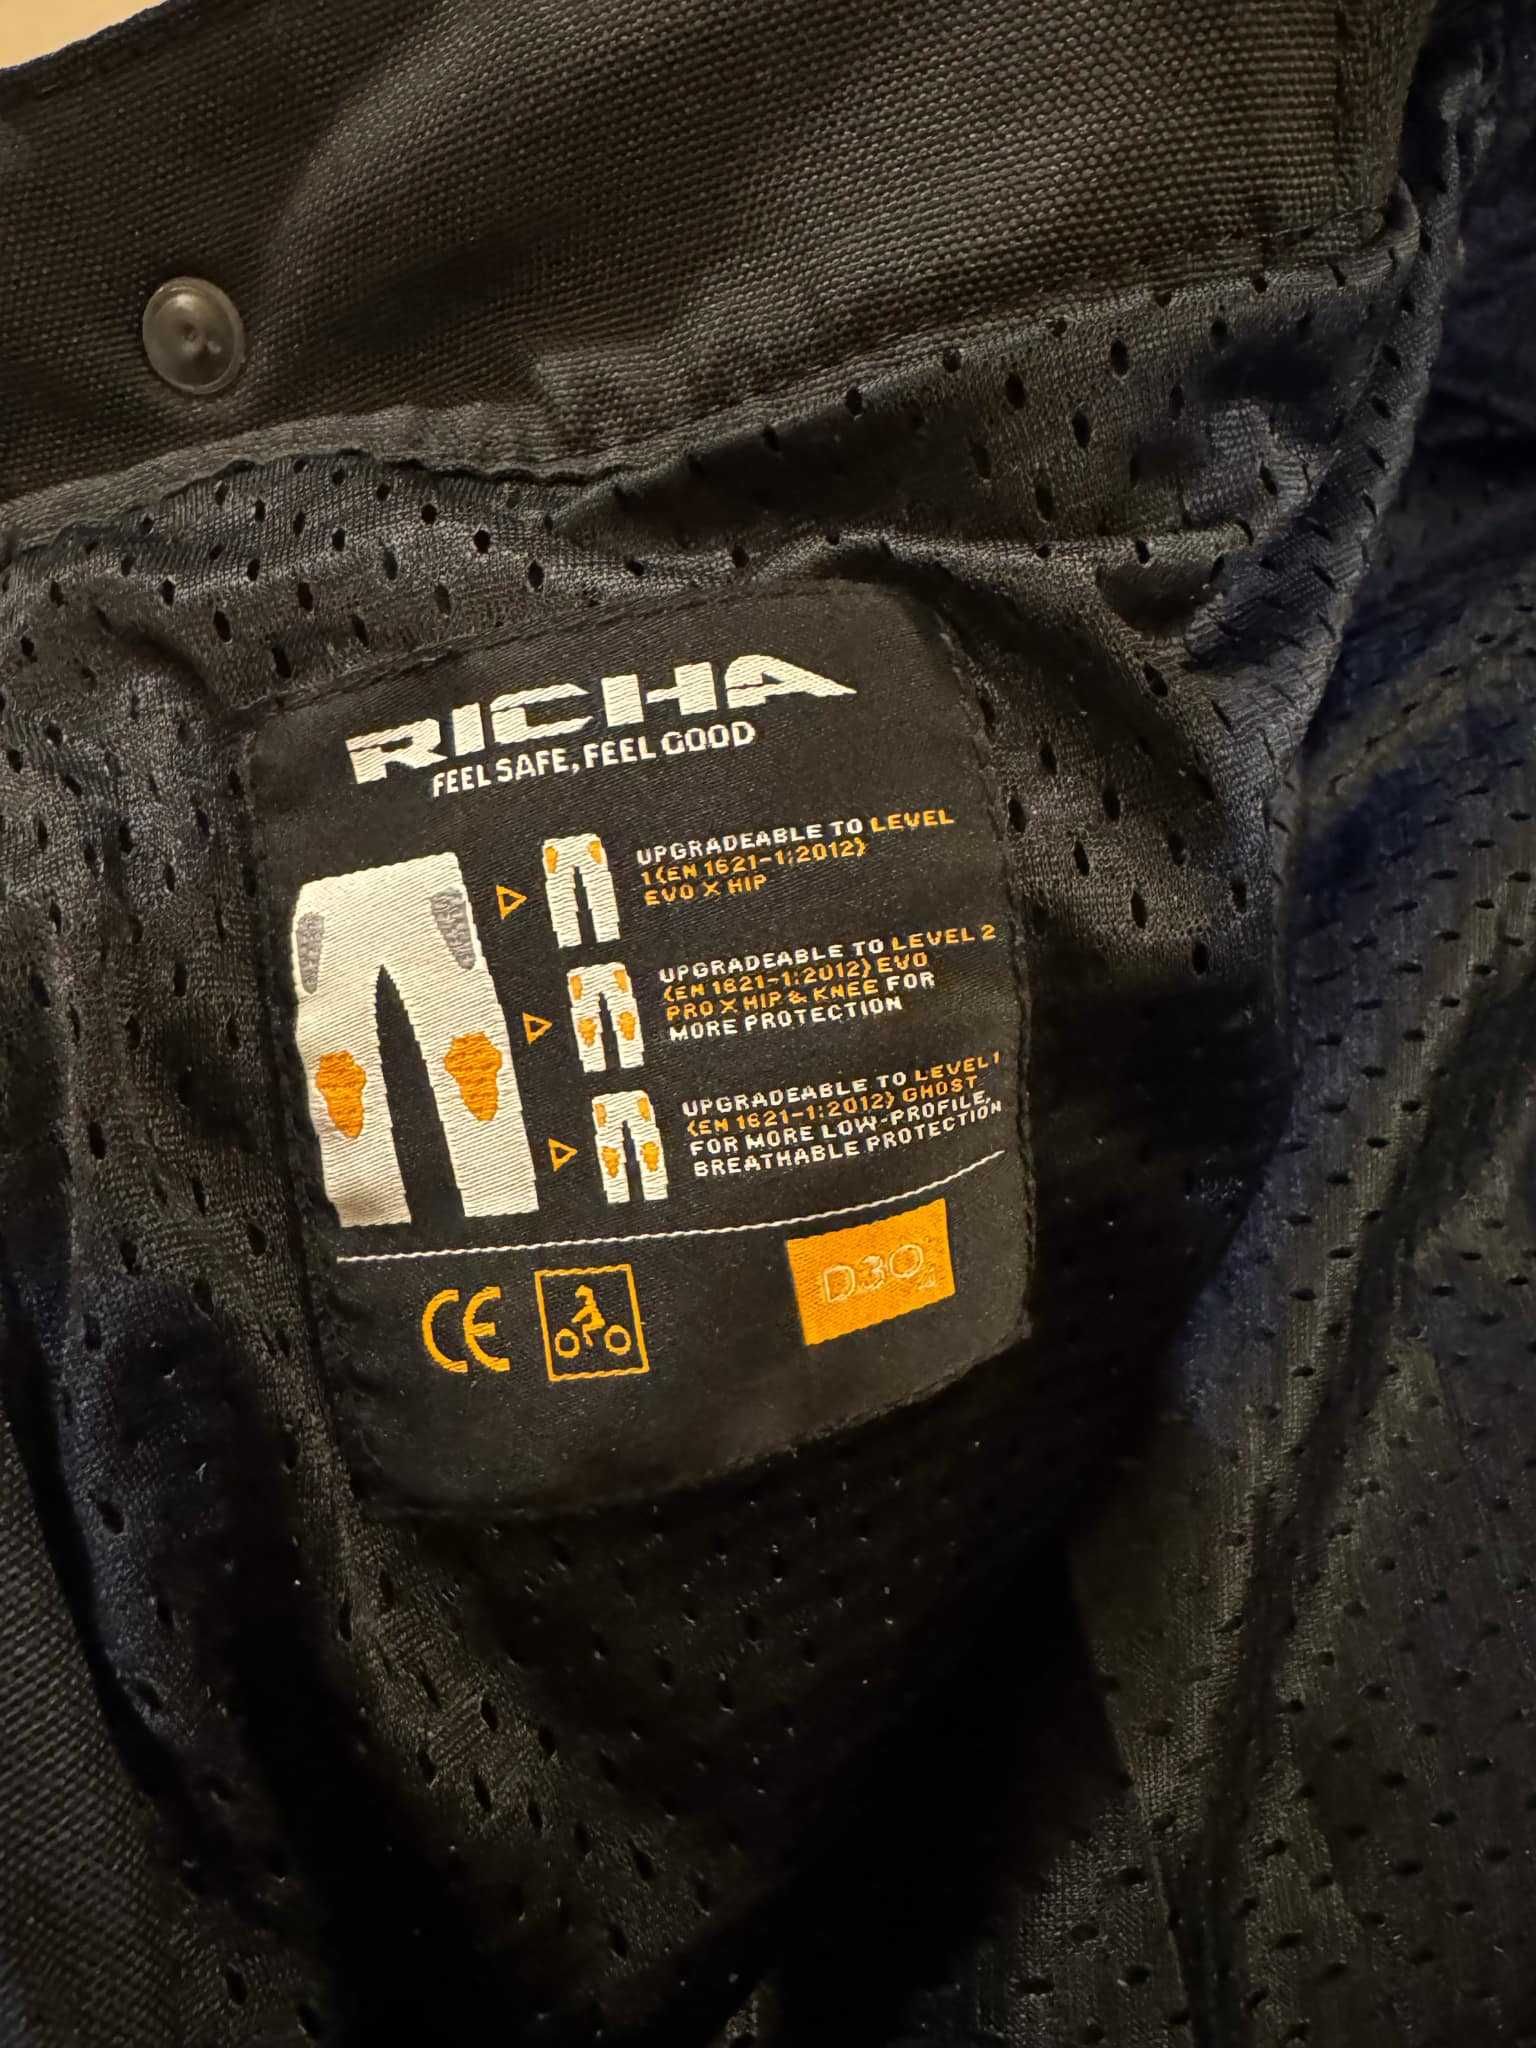 RICHA
FEEL SAFE, FEEL GOOD
UPGRADEABLE TO LEVEL
1(EN 1621-1:2012)
EVO X HIP
UPGRADEABLE TO LEVEL 2
(EN 1621-1:2012) EVO
PRO X HIP & KNEE FOR
MORE PROTECTION
UPGRADEABLE TO LEVEL 1
(EN 1621-1:2012) GHOST
FOR MORE LOW-PROFILE,
BREATHABLE PROTECTION
CE
D3O